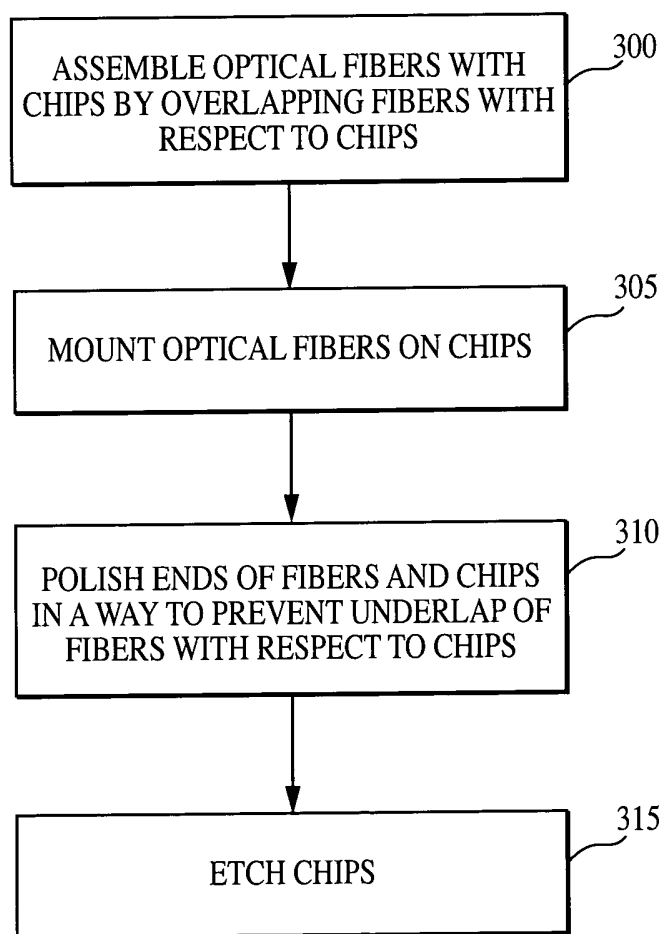 ASSEMBLE OPTICAL FIBERS WITH
CHIPS BY OVERLAPPING FIBERS WITH
RESPECT TO CHIPS
300
MOUNT OPTICAL FIBERS ON CHIPS
305
POLISH ENDS OF FIBERS AND CHIPS
IN A WAY TO PREVENT UNDERLAP OF
FIBERS WITH RESPECT TO CHIPS
310
ETCH CHIPS
315